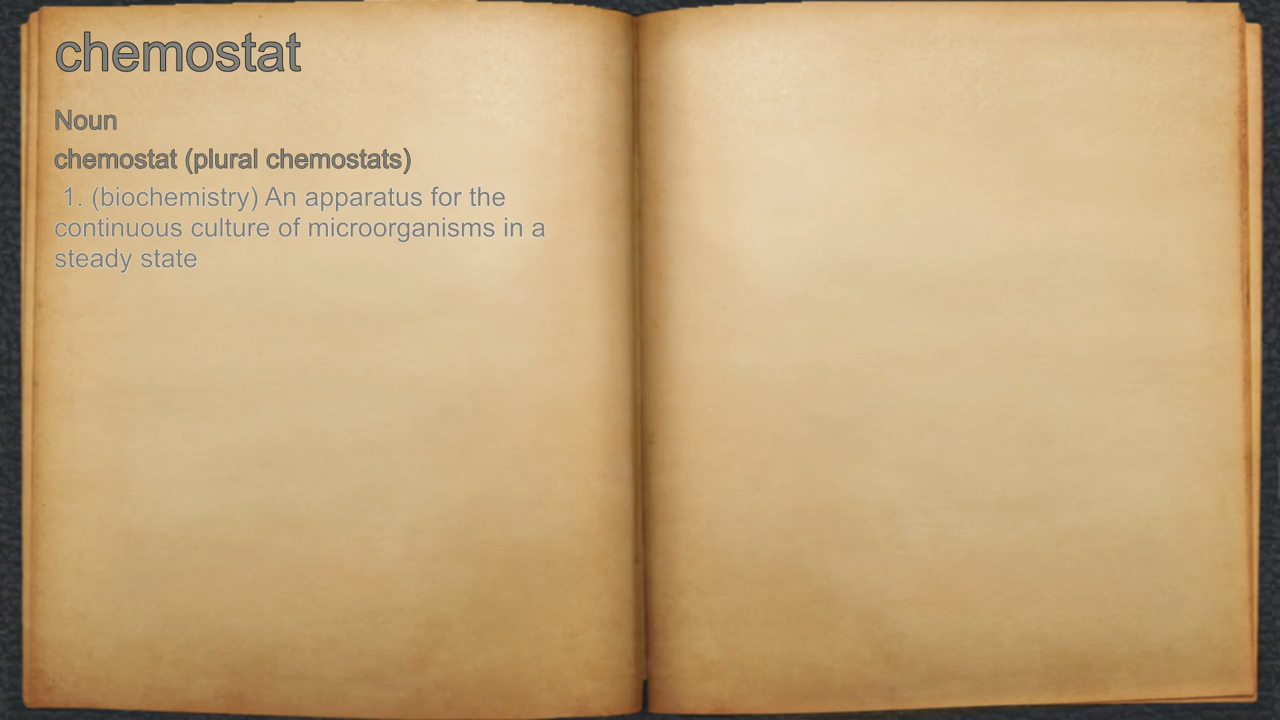 chemostat
Noun
chemostat (plural chemostats)
1. (biochemistry) An apparatus for the
continuous culture of microorganisms in a
steady state